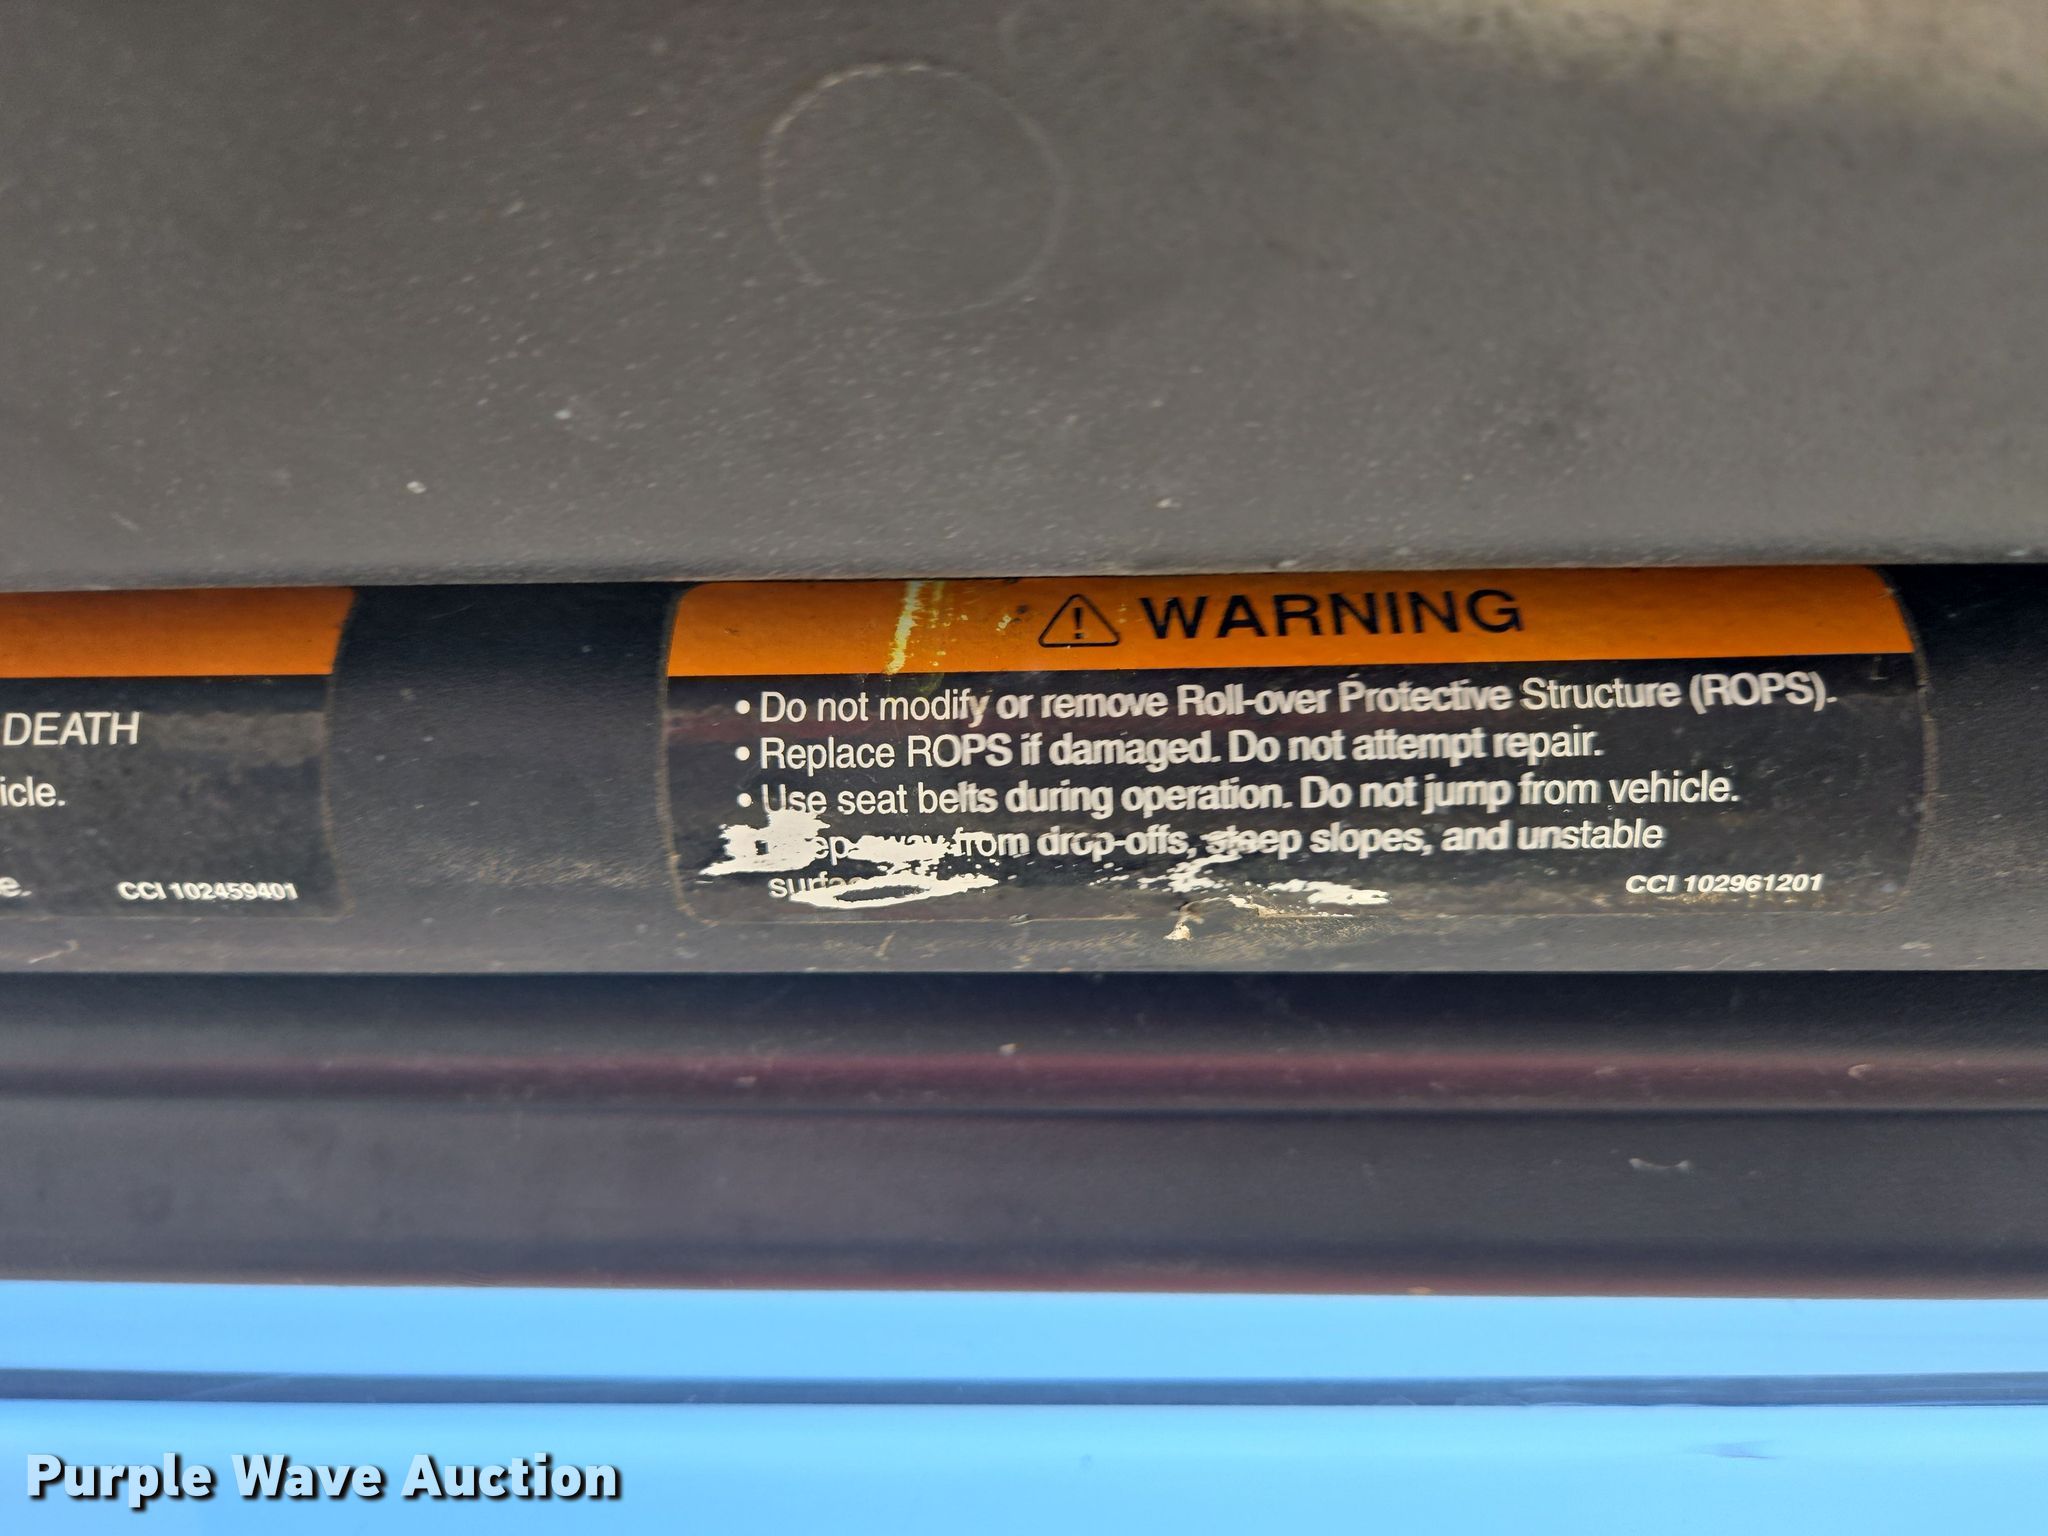 DEATH
icle.
e.
CCI 102459401
WARNING
• Do not modify or remove Roll-over Protective Structure (ROPS).
• Replace ROPS if damaged. Do not attempt repair.
• Use seat belts during operation. Do not jump from vehicle.
from drop-offs, steep slopes, and unstable
CCI 102961201
Purple Wave Auction